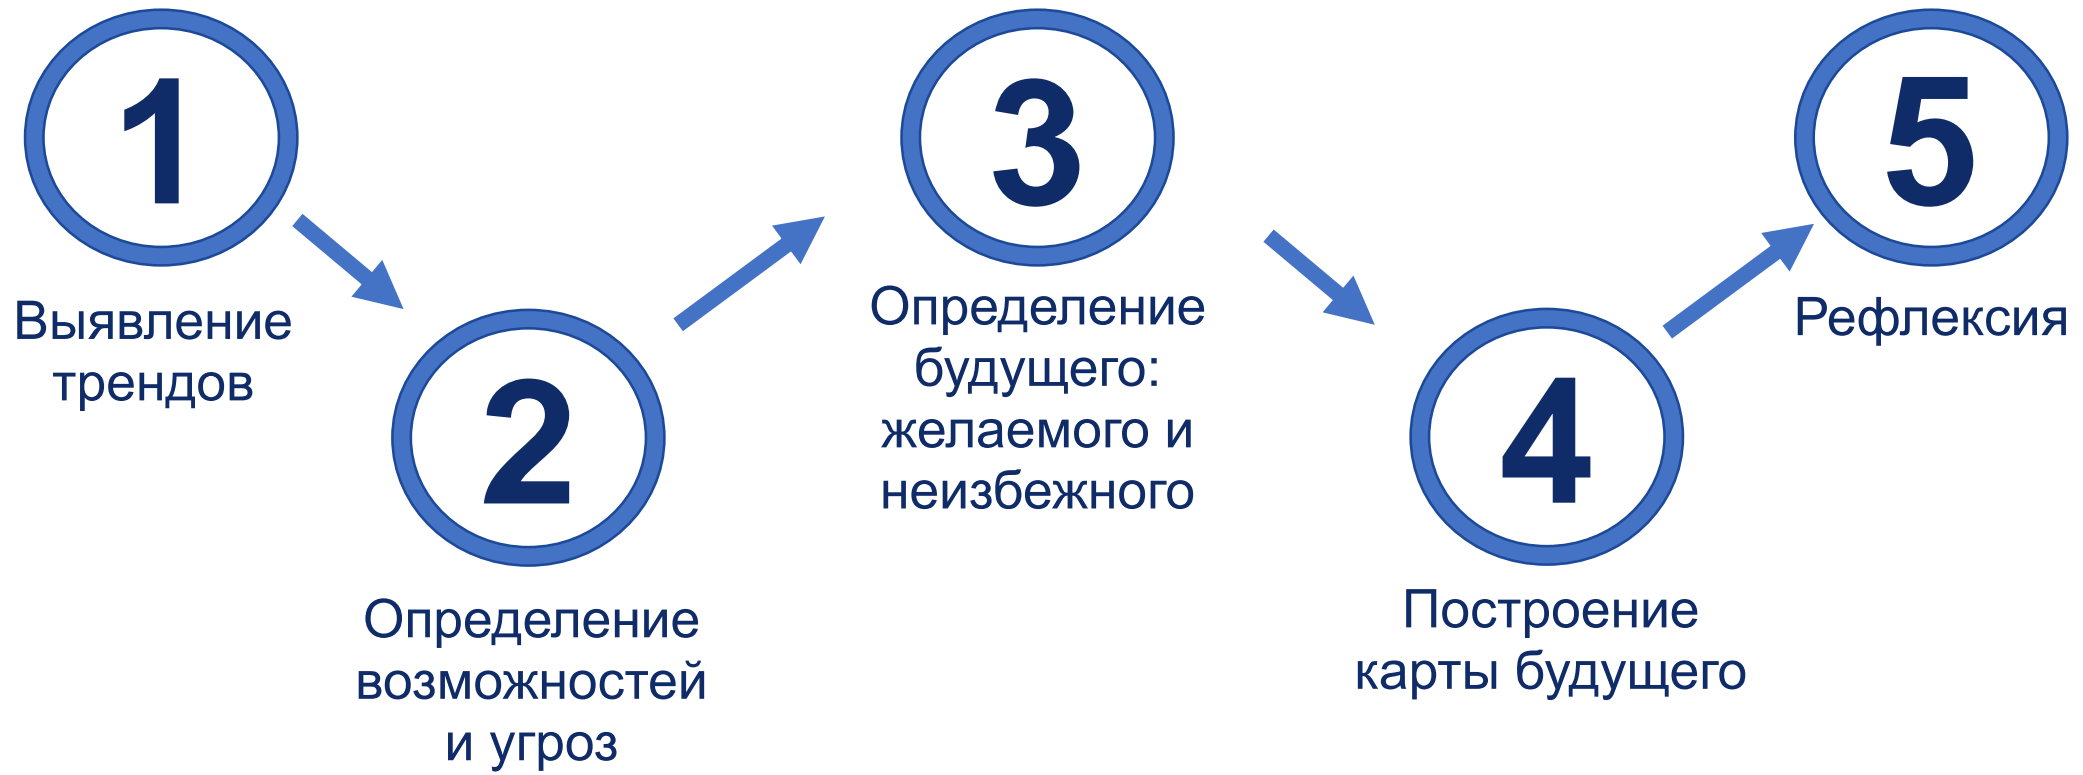 1
Выявление
трендов
2
Определение
возможностей
и угроз
3
Определение
будущего:
желаемого и
неизбежного
4
Построение
карты будущего
5
Рефлексия